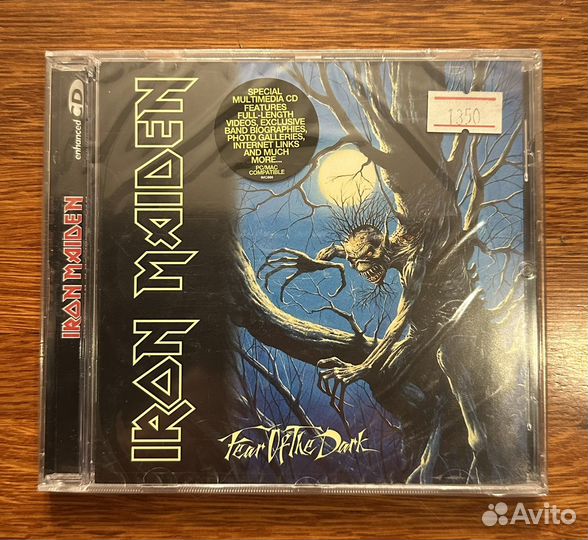 enhanced CD
IRON MAIDEN
IRON MAIDEN
SPECIAL
MULTIMEDIA CD
FEATURES
FULL-LENGTH
VIDEOS, EXCLUSIVE
BAND BIOGRAPHIES,
PHOTO GALLERIES,
INTERNET LINKS
AND MUCH
MORE...
PC/MAC
COMPATIBLE
1350
Fear Of The Dark
Avito